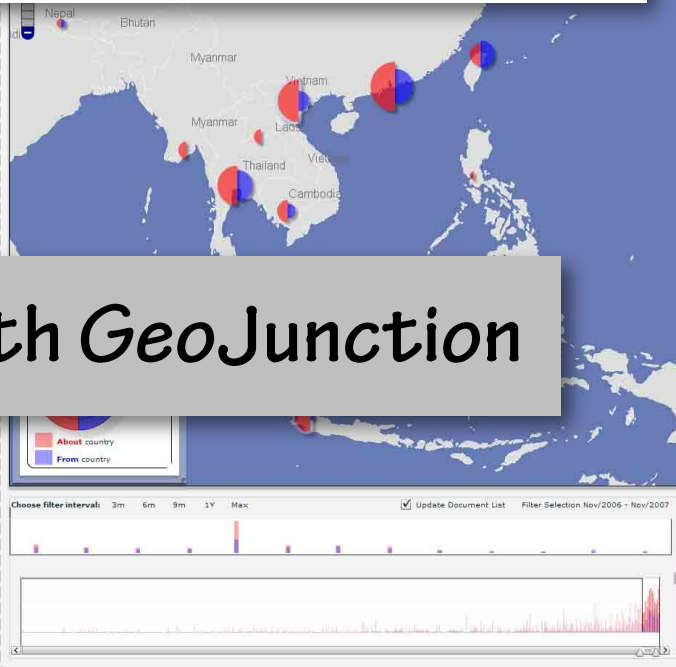 Nepal
Bhutan
Myanmar
Vietnam
Myanmar
Laos
Thailand
Cambodia
th GeoJunction
About country
From country
Choose filter interval: 3m 6m 9m 1Y Max
Update Document List
Filter Selection Nov/2006 - Nov/2007